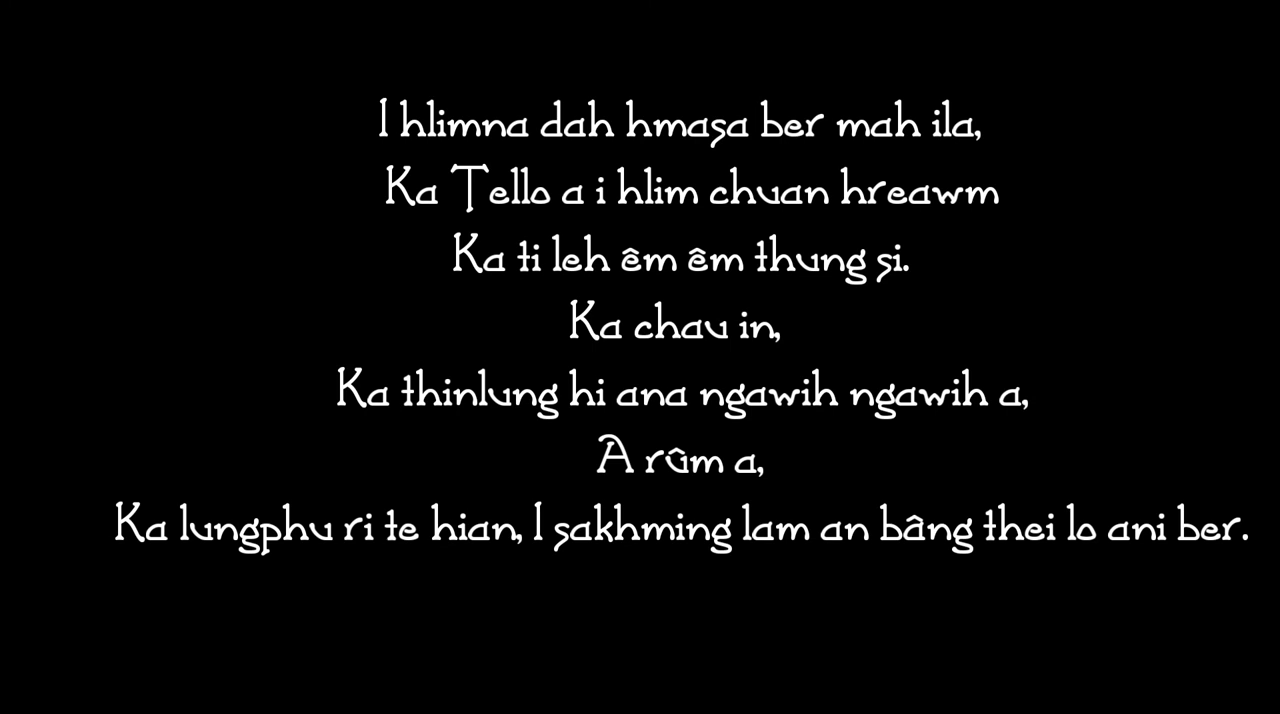 I hlimna dah hmasa ber mah ila,
Ka Tello a i hlim chuan hreawm
Ka ti leh êm êm thung si.
Ka chau in,
Ka thinlung hi ana ngawih ngawih a,
A rûm a,
Ka lungphu ri te hian, I sakhming lam an bâng thei lo ani ber.